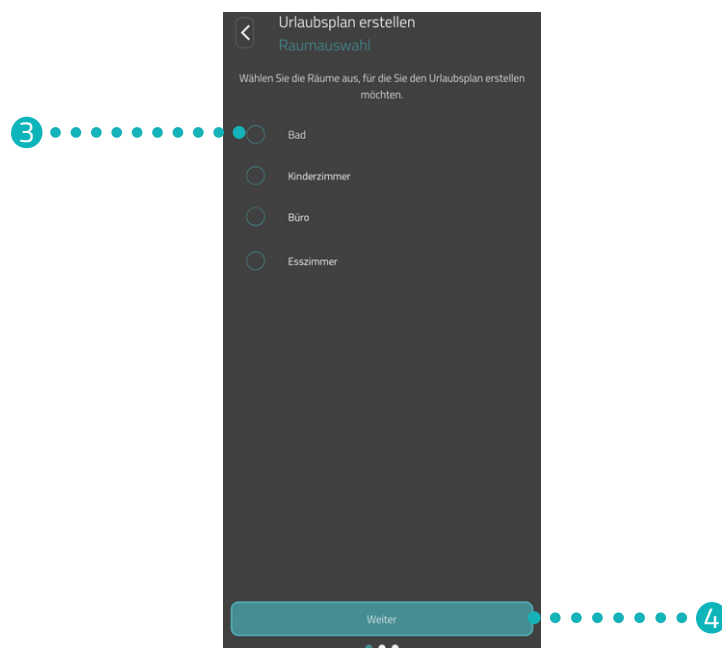 Urlaubsplan erstellen
Raumauswahl
Wählen Sie die Räume aus, für die Sie den Urlaubsplan erstellen
möchten.
3
Bad
Kinderzimmer
Büro
Esszimmer
Weiter
4